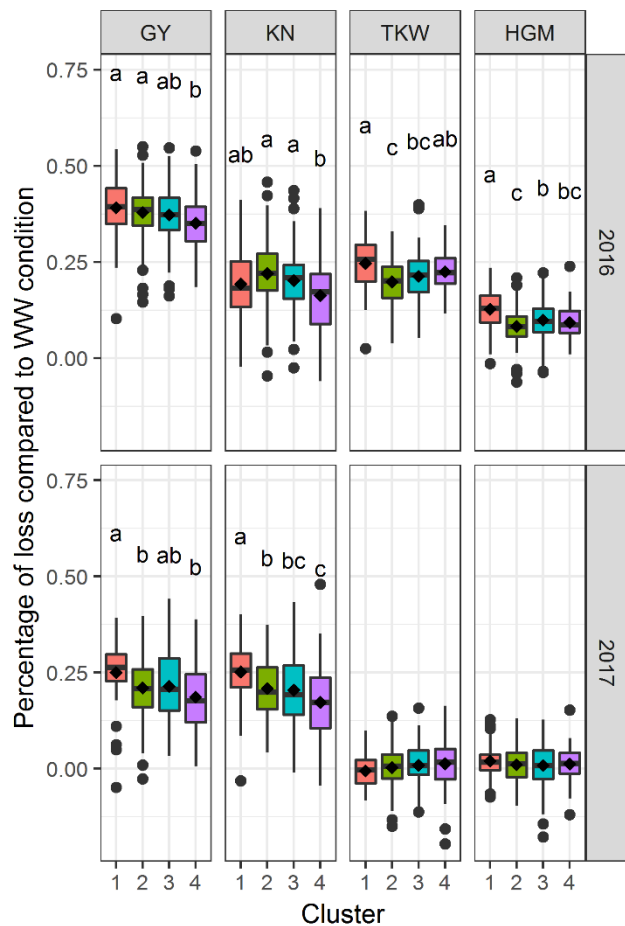 GY KN TKW HGM
Percentage of loss compared to WW condition
0.75
0.50
0.25
0.00
a a ab b
ab a a b
a c bc ab
a c b bc
2016
0.75
0.50
0.25
0.00
a b ab b
a b bc c
2017
1 2 3 4 1 2 3 4 1 2 3 4 1 2 3 4
Cluster